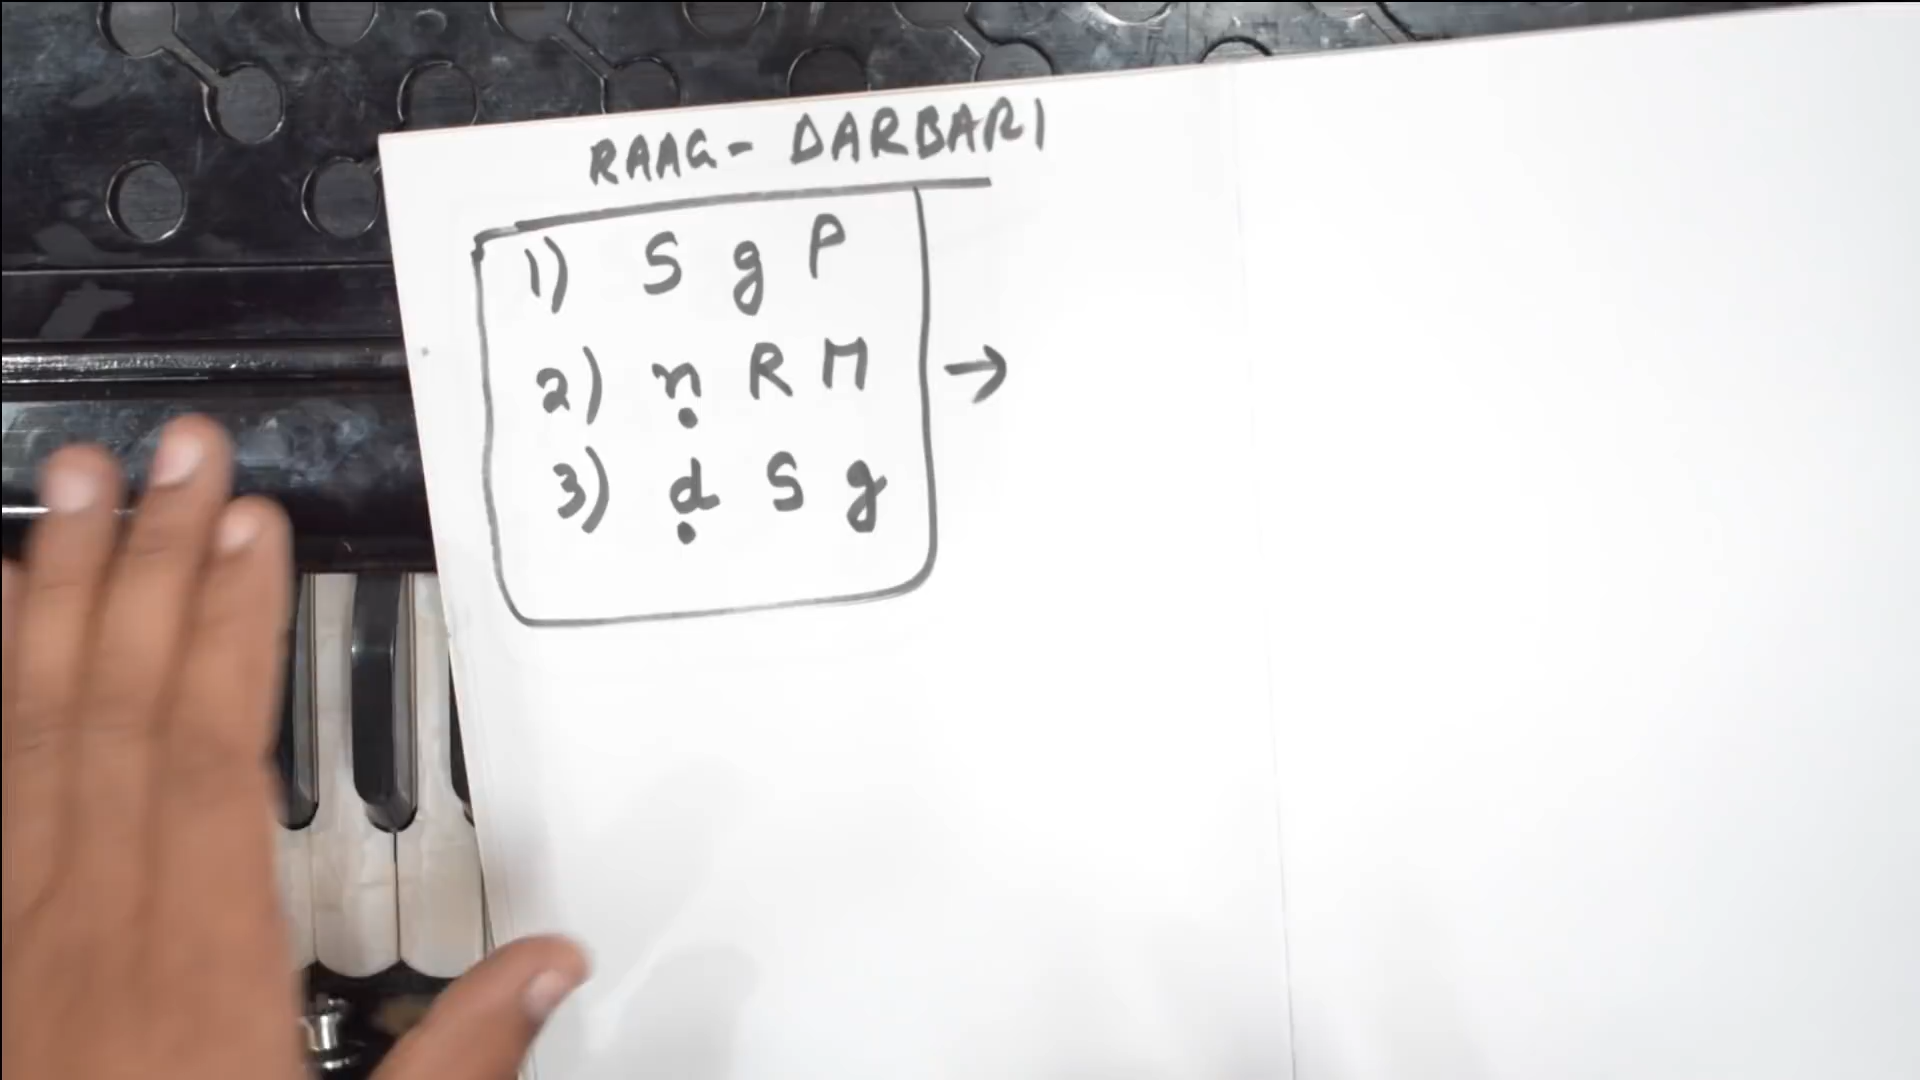 RAAG - DARBARI
1) S g P
2) ṇ R M →
3) ḍ S g